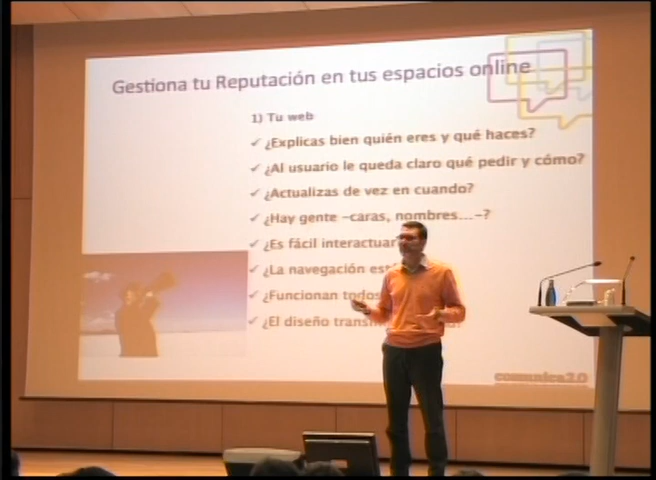 Gestiona tu Reputación en tus espacios online
1) Tu web
✓ ¿Explicas bien quién eres y qué haces?
✓ ¿Al usuario le queda claro qué pedir y cómo?
✓ ¿Actualizas de vez en cuando?
✓ ¿Hay gente –caras, nombres...–?
✓ ¿Es fácil interactuar
✓ ¿La navegación
✓ ¿Funcionan todos
✓ ¿El diseño
comunica2.0